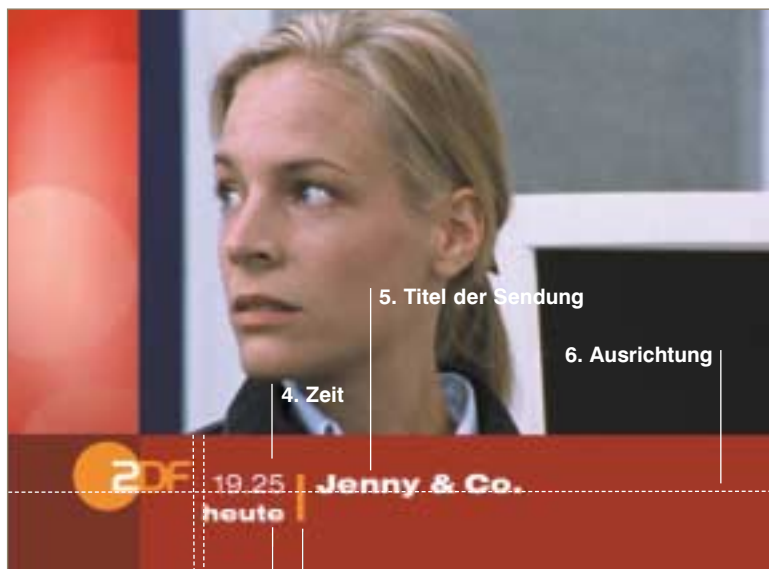 5. Titel der Sendung
6. Ausrichtung
4. Zeit
2DF 19.25 Jenny & Co.
heute